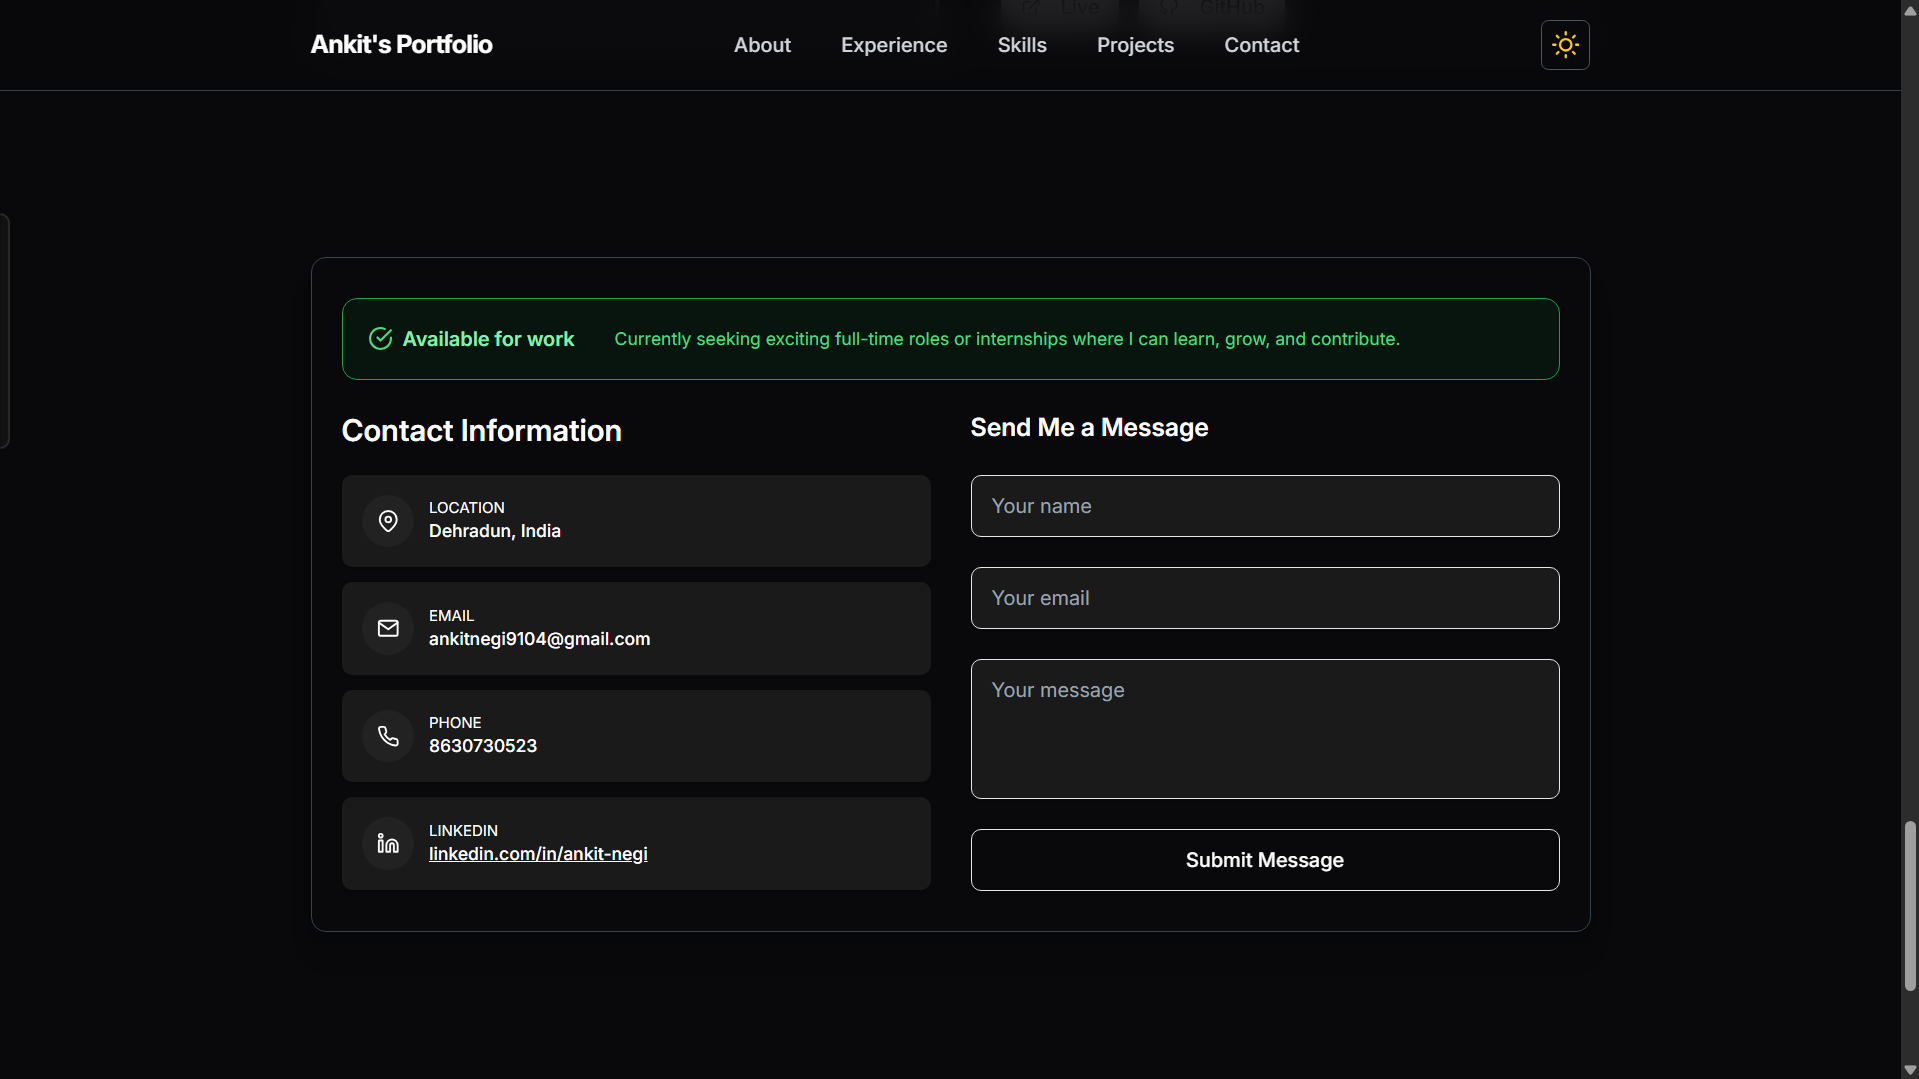 Live GitHub
Ankit's Portfolio
About Experience Skills Projects Contact
Available for work
Currently seeking exciting full-time roles or internships where I can learn, grow, and contribute.
Contact Information
LOCATION
Dehradun, India
EMAIL
ankitnegi9104@gmail.com
PHONE
8630730523
LINKEDIN
linkedin.com/in/ankit-negi
Send Me a Message
Your name
Your email
Your message
Submit Message